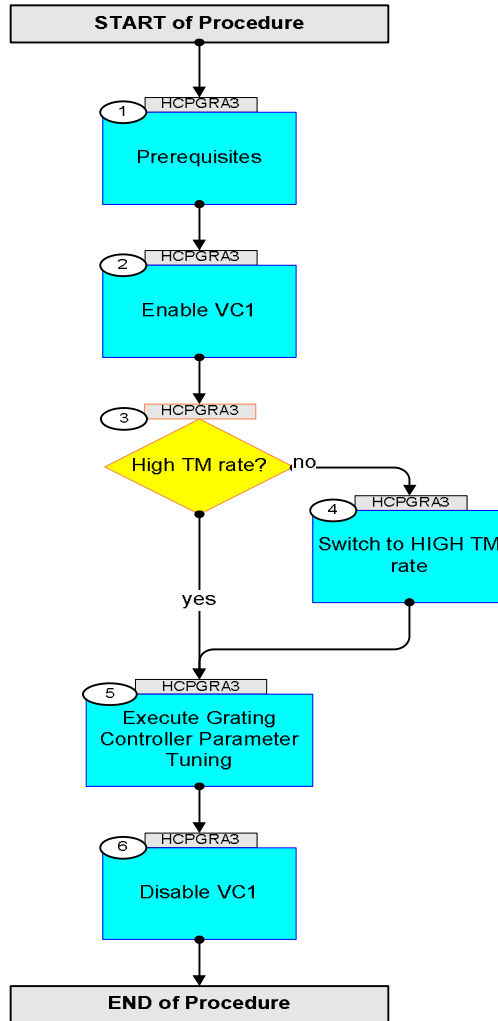 START of Procedure
HCPGRA3
1
Prerequisites
HCPGRA3
2
Enable VC1
HCPGRA3
3
High TM rate?
no
HCPGRA3
4
Switch to HIGH TM
rate
yes
HCPGRA3
5
Execute Grating
Controller Parameter
Tuning
HCPGRA3
6
Disable VC1
END of Procedure